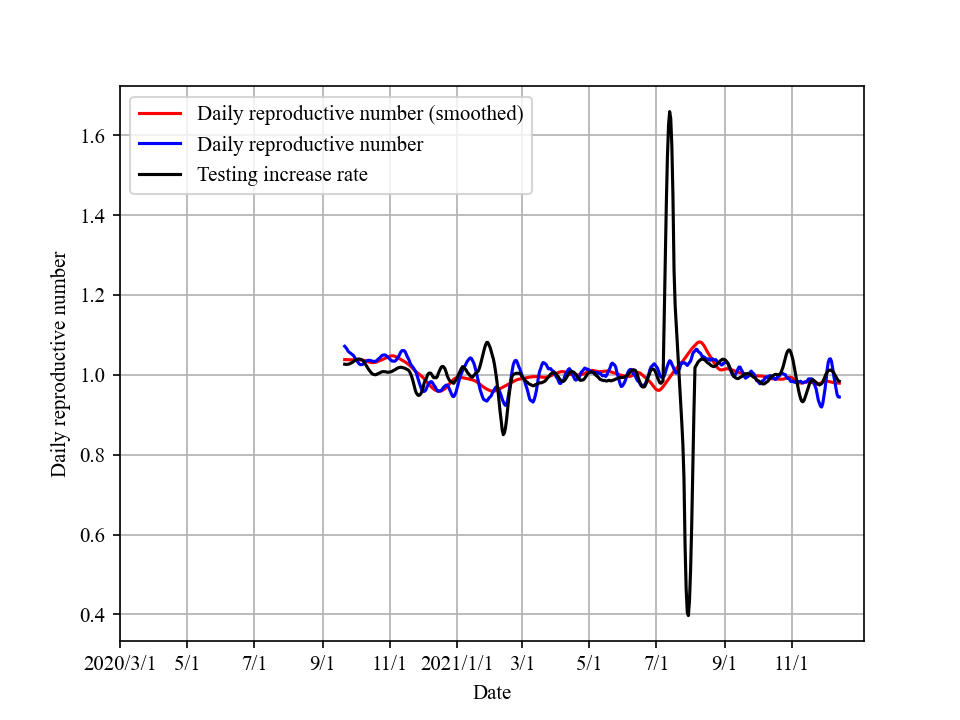 Daily reproductive number (smoothed)
Daily reproductive number
Testing increase rate
Daily reproductive number
1.6
1.4
1.2
1.0
0.8
0.6
0.4
2020/3/1 5/1 7/1 9/1 11/1 2021/1/1 3/1 5/1 7/1 9/1 11/1
Date